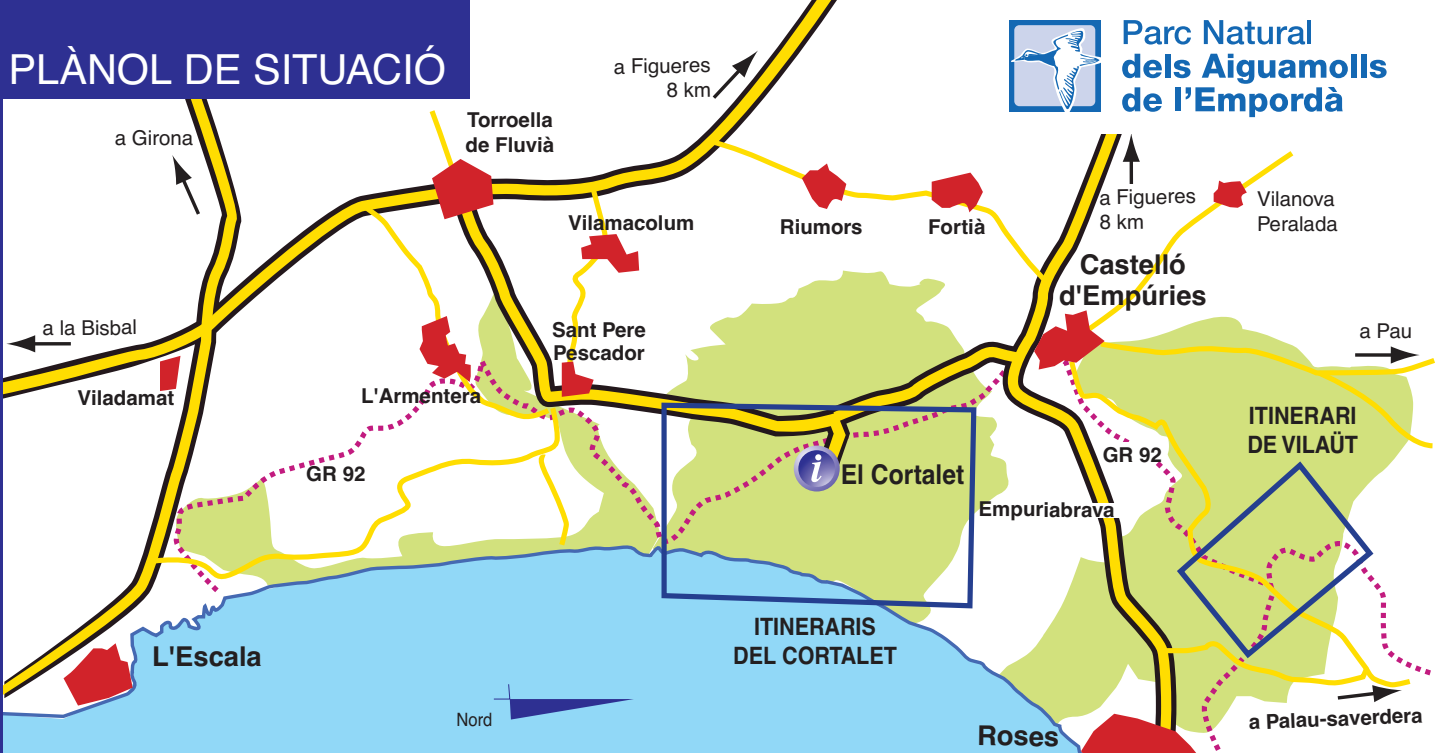 PLÀNOL DE SITUACIÓ
Parc Natural
dels Aiguamolls
de l'Empordà
a Figueres
8 km
a Girona
Torroella
de Fluvià
Vilamacolum
Riumors
Fortià
a Figueres
8 km
Vilanova
Peralada
Castelló
d'Empúries
a la Bisbal
Viladamat
L'Armentera
Sant Pere
Pescador
a Pau
ITINERARI
DE VILAÜT
GR 92
GR 92
i
El Cortalet
Empuriabrava
ITINERARIS
DEL CORTALET
L'Escala
Nord
Roses
a Palau-saverdera